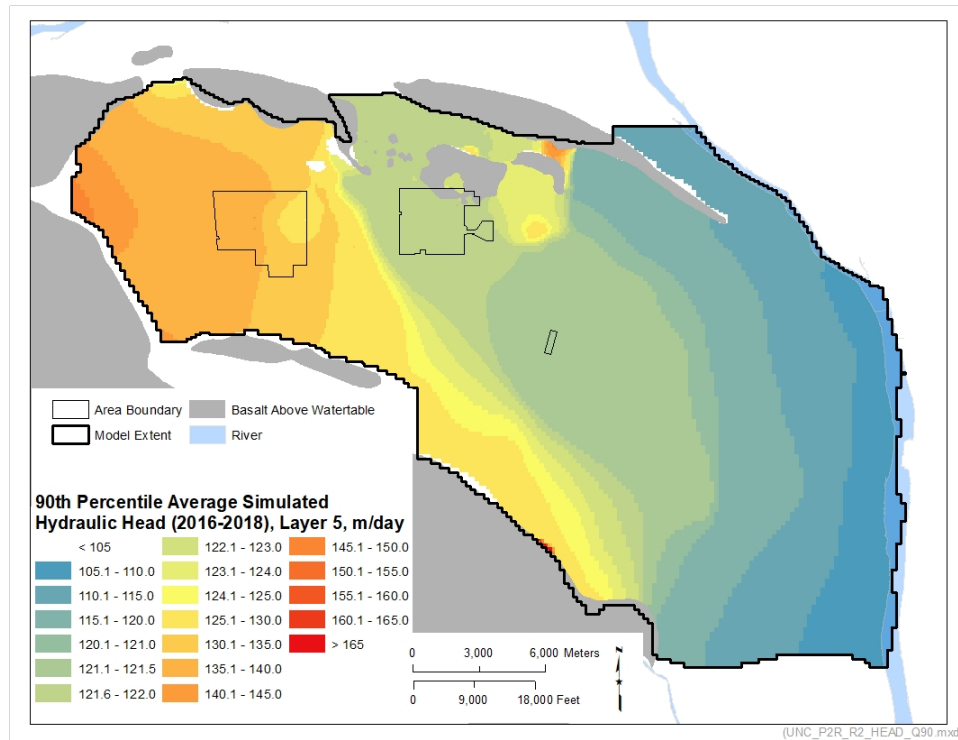 Area Boundary
Basalt Above Watertable
Model Extent
River
90th Percentile Average Simulated
Hydraulic Head (2016-2018), Layer 5, m/day
< 105
122.1 - 123.0
145.1 - 150.0
105.1 - 110.0
123.1 - 124.0
150.1 - 155.0
110.1 - 115.0
124.1 - 125.0
155.1 - 160.0
115.1 - 120.0
125.1 - 130.0
160.1 - 165.0
120.1 - 121.0
130.1 - 135.0
> 165
121.1 - 121.5
135.1 - 140.0
121.6 - 122.0
140.1 - 145.0
0 3,000 6,000 Meters
0 9,000 18,000 Feet
N
(UNC_P2R_R2_HEAD_Q90.mxd